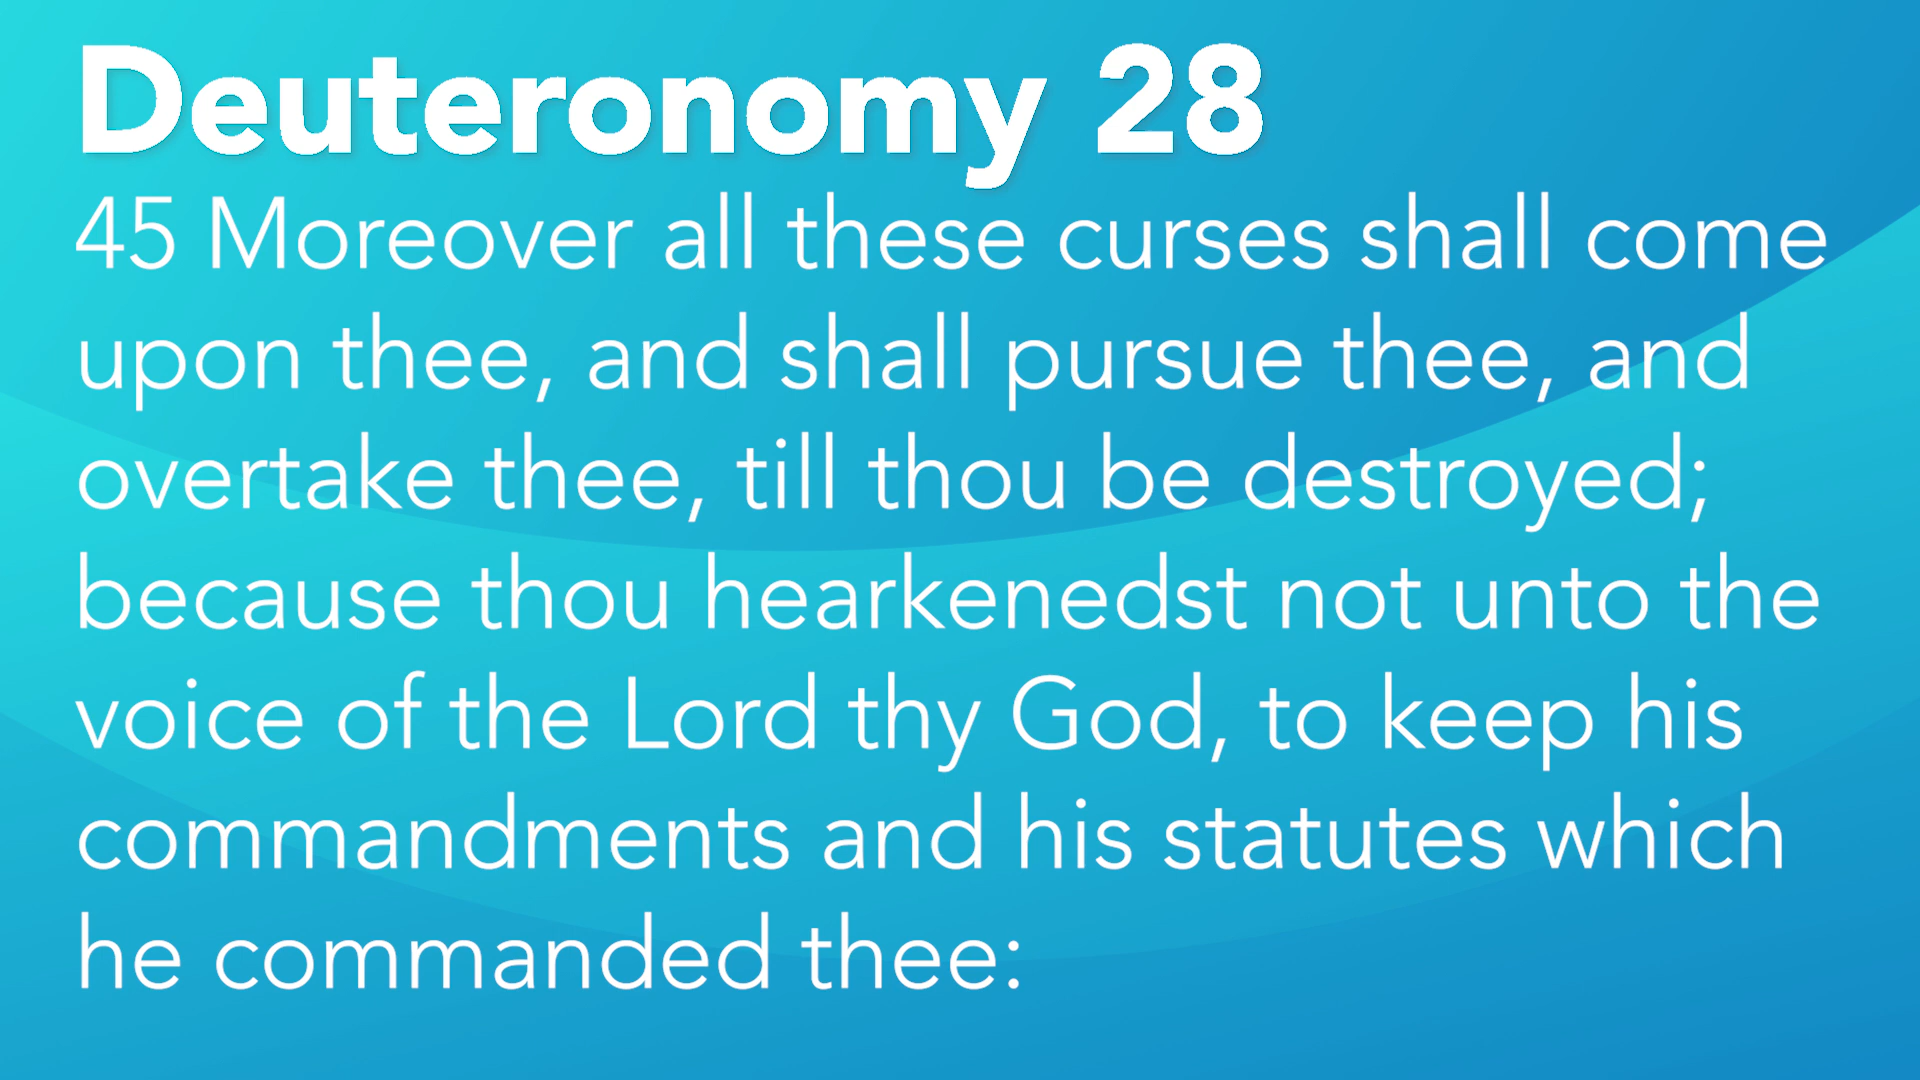 Deuteronomy 28
45 Moreover all these curses shall come
upon thee, and shall pursue thee, and
overtake thee, till thou be destroyed;
because thou hearkenedst not unto the
voice of the Lord thy God, to keep his
commandments and his statutes which
he commanded thee: